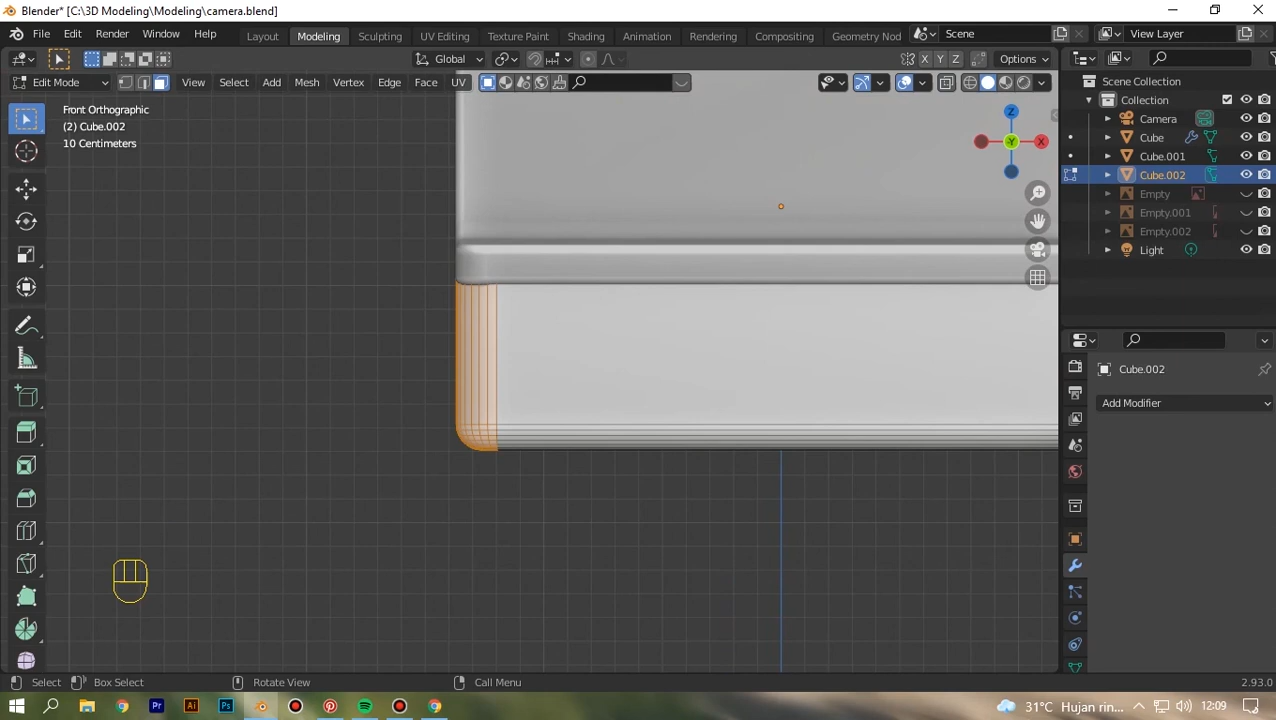 Blender* [C:\3D Modeling\Modeling\camera.blend]
File Edit Render Window Help Layout Modeling Sculpting UV Editing Texture Paint Shading Animation Rendering Compositing Geometry Nod Scene View Layer
Global Options
Edit Mode View Select Add Mesh Vertex Edge Face UV
Front Orthographic
(2) Cube.002
10 Centimeters
Z
Y
X
X Y Z
Scene Collection
Collection
Camera
Cube
Cube.001
Cube.002
Empty
Empty.001
Empty.002
Light
Cube.002
Add Modifier
Select Box Select Rotate View Call Menu 2.93.0
Pr Ai Ps 31°C Hujan rin... 12:09